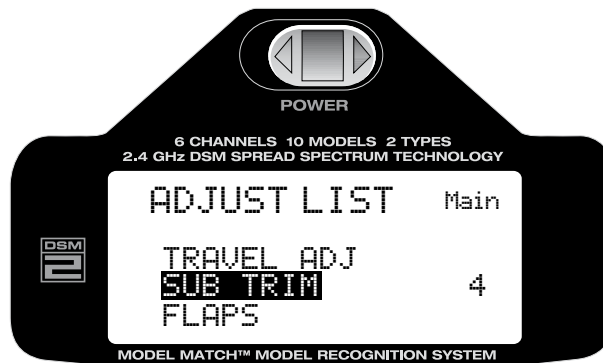 POWER
6 CHANNELS 10 MODELS 2 TYPES
2.4 GHz DSM SPREAD SPECTRUM TECHNOLOGY
ADJUST LIST Main
DSM
2
TRAVEL ADJ
SUB TRIM 4
FLAPS
MODEL MATCH™ MODEL RECOGNITION SYSTEM